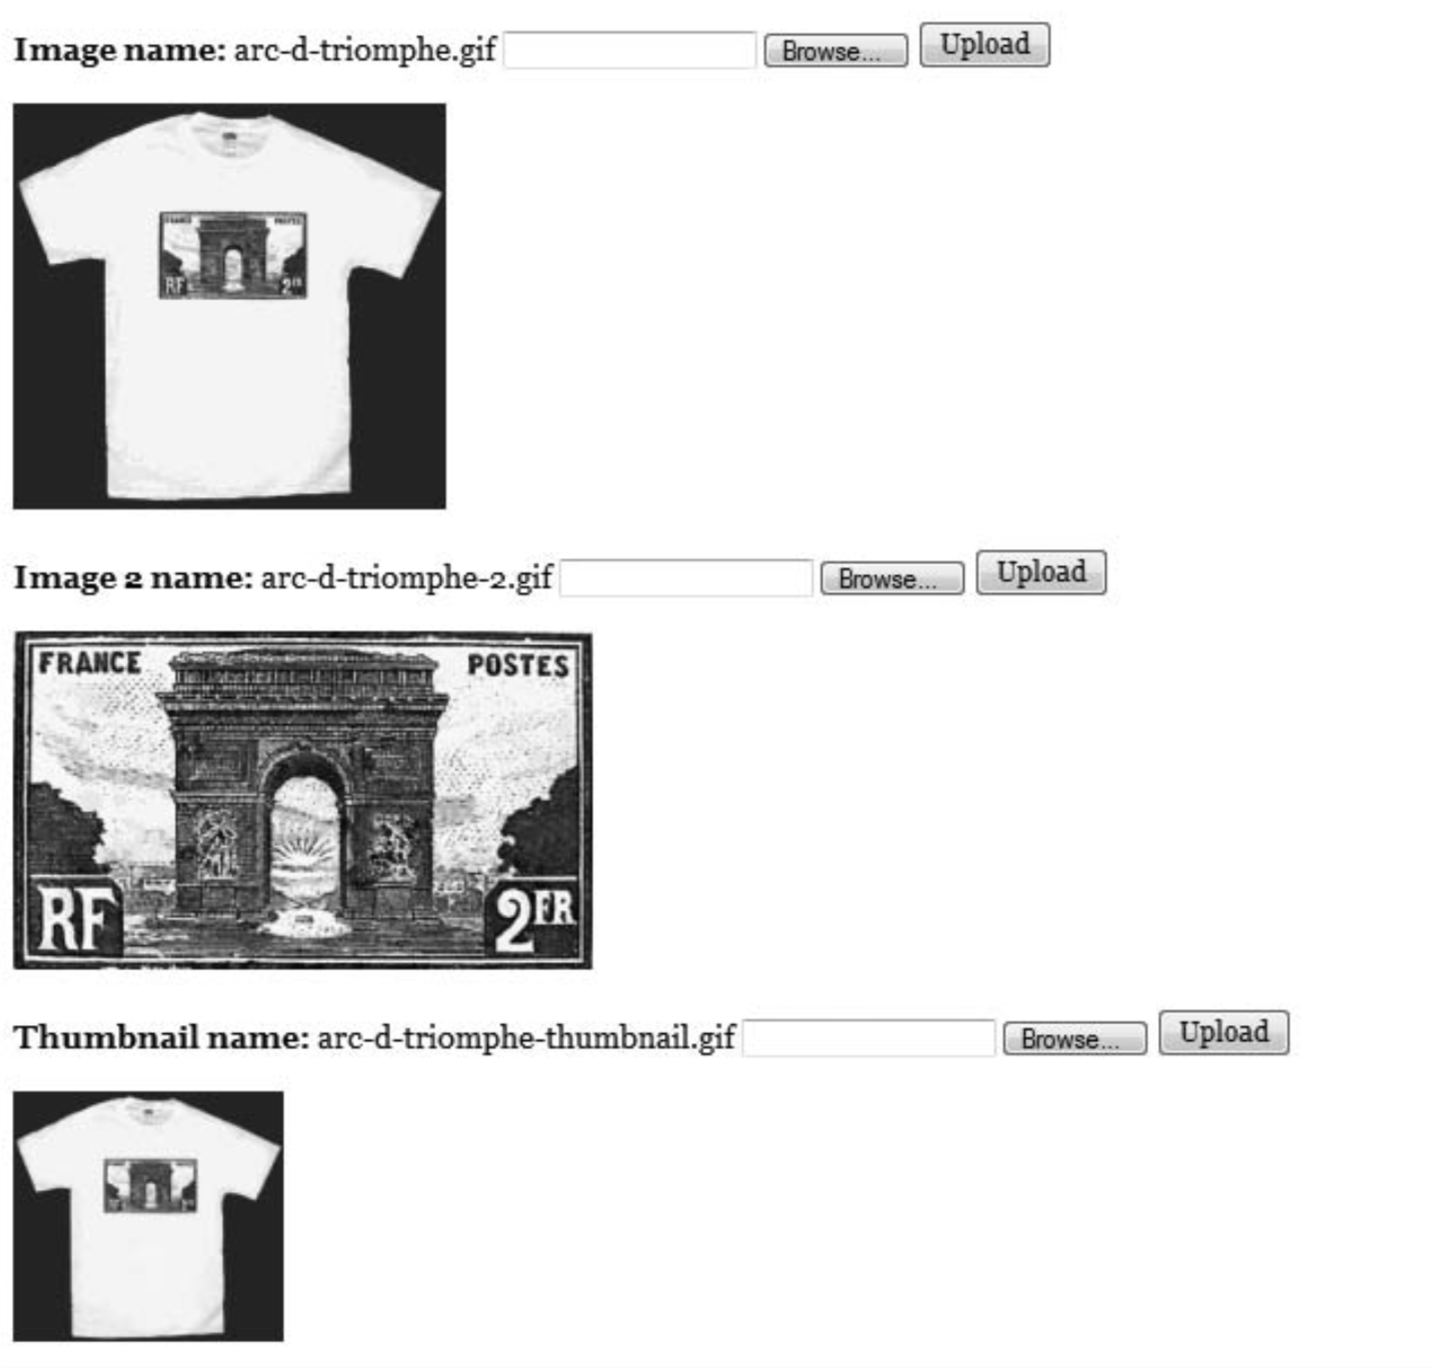 Image name: arc-d-triomphe.gif Browse... Upload
FRANCE POSTES
RF 2FR
Image 2 name: arc-d-triomphe-2.gif Browse... Upload
FRANCE POSTES
RF 2FR
Thumbnail name: arc-d-triomphe-thumbnail.gif Browse... Upload